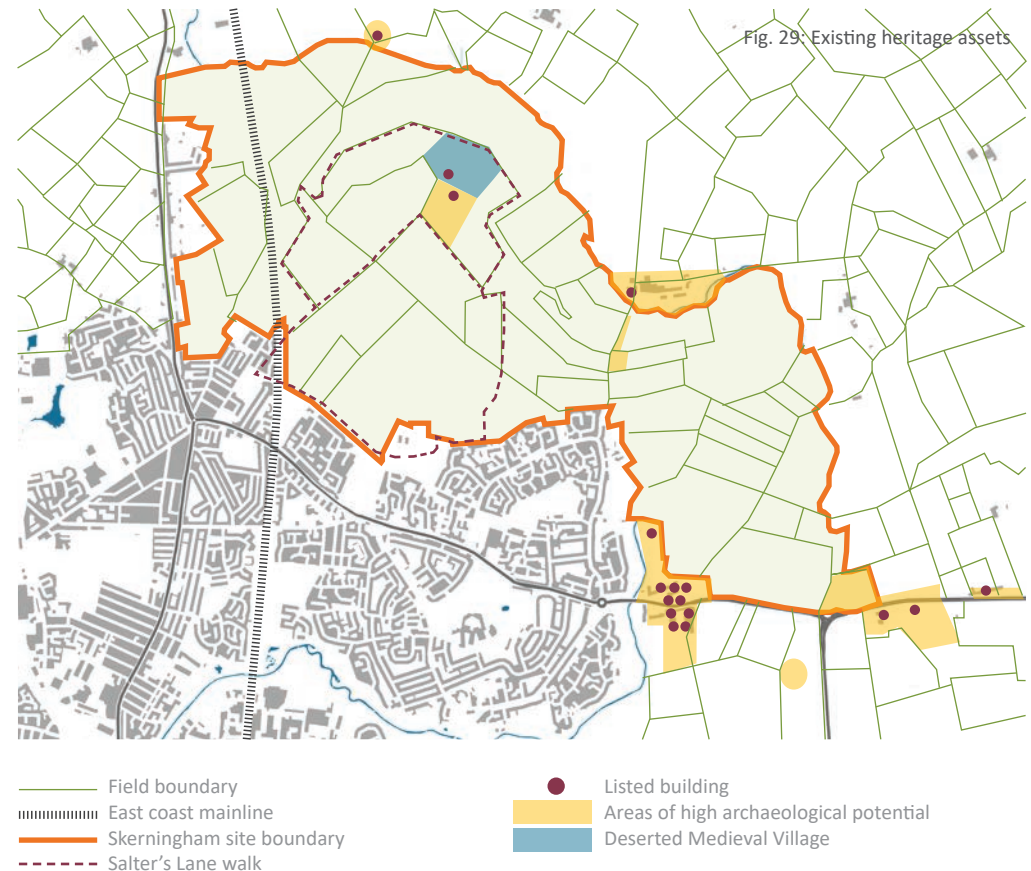 Fig. 29: Existing heritage assets
Field boundary
East coast mainline
Skerningham site boundary
Salter's Lane walk
Listed building
Areas of high archaeological potential
Deserted Medieval Village